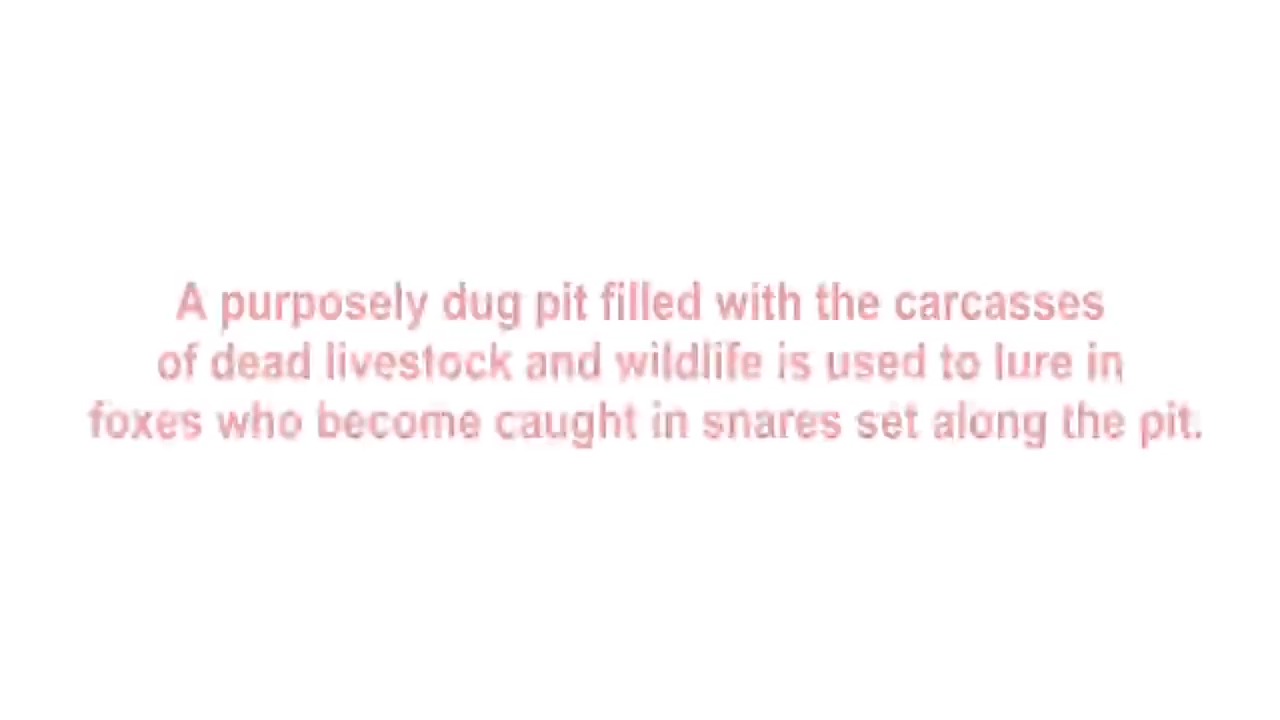 A purposely dug pit filled with the carcasses
of dead livestock and wildlife is used to lure in
foxes who become caught in snares set along the pit.